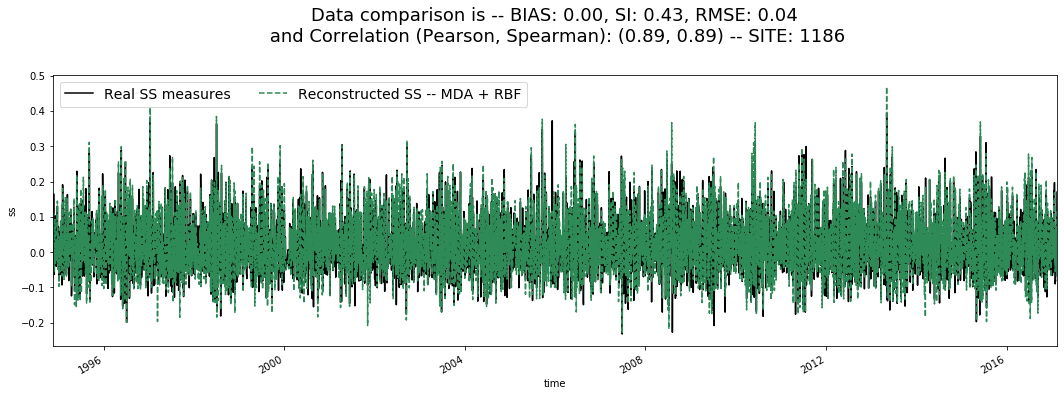 Data comparison is -- BIAS: 0.00, SI: 0.43, RMSE: 0.04
and Correlation (Pearson, Spearman): (0.89, 0.89) -- SITE: 1186
Real SS measures
Reconstructed SS -- MDA + RBF
0.5
0.4
0.3
0.2
0.1
0.0
−0.1
−0.2
ss
1996
2000
2004
2008
2012
2016
time